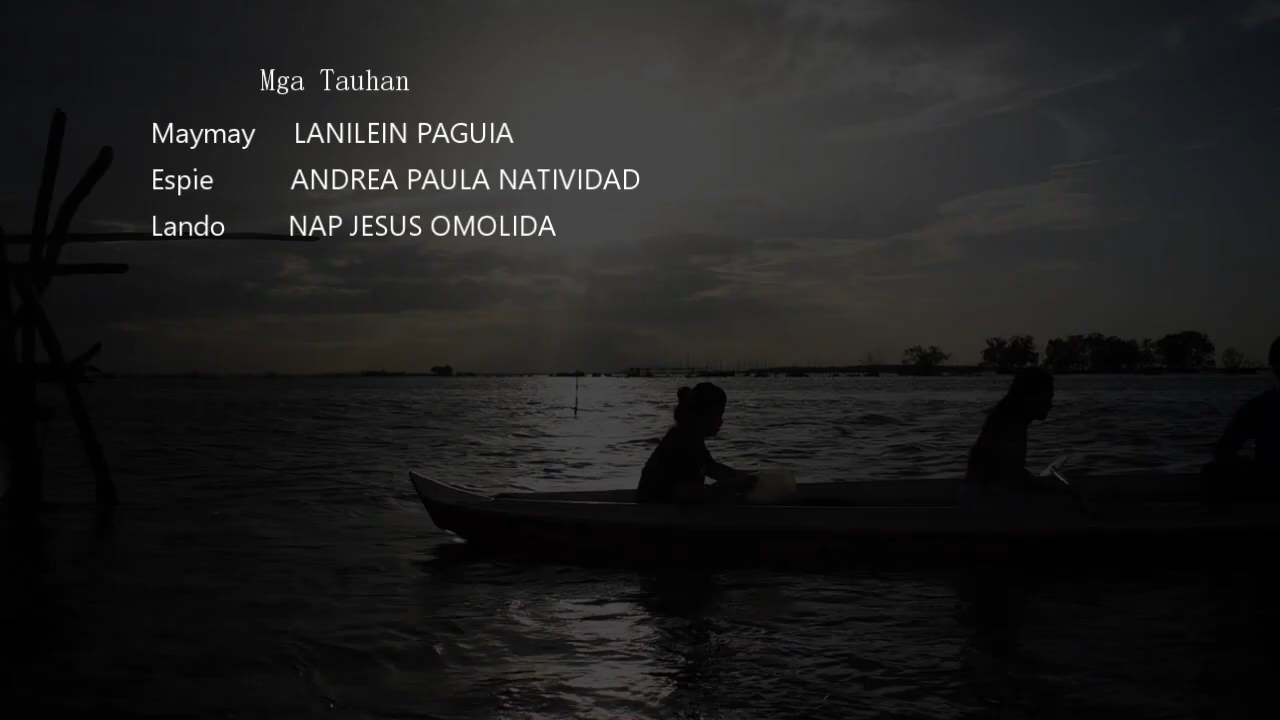 Mga Tauhan
Maymay LANILEIN PAGUIA
Espie ANDREA PAULA NATIVIDAD
Lando NAP JESUS OMOLIDA